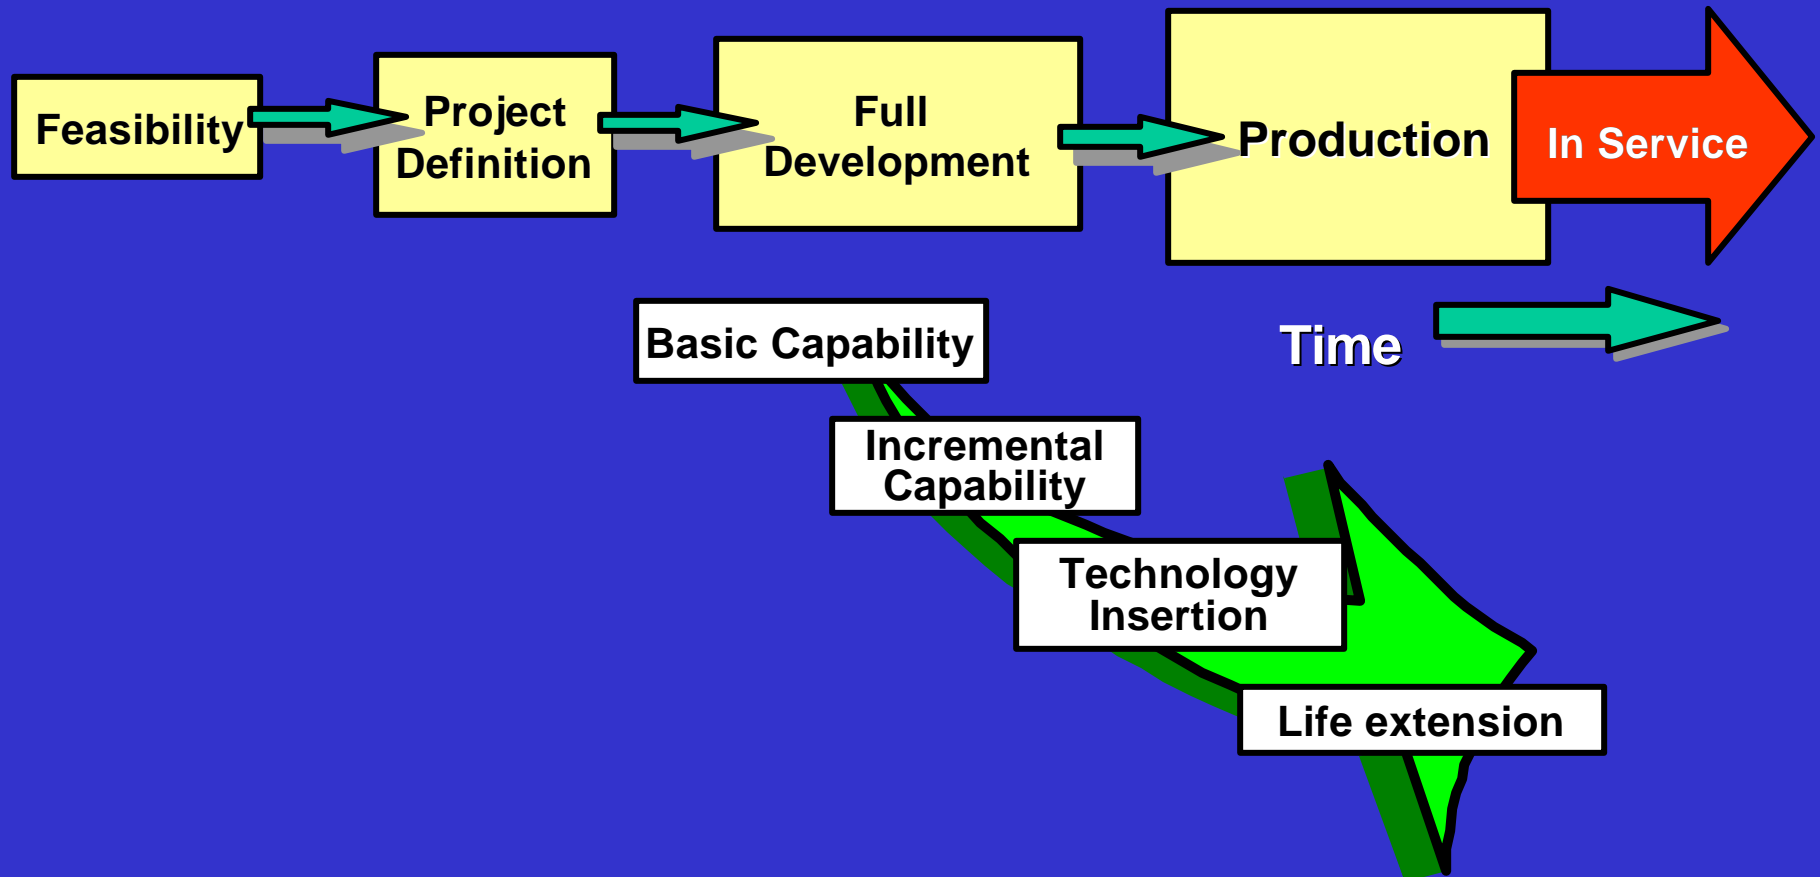 Feasibility
Project
Definition
Full
Development
Production
In Service
Time
Basic Capability
Incremental
Capability
Technology
Insertion
Life extension